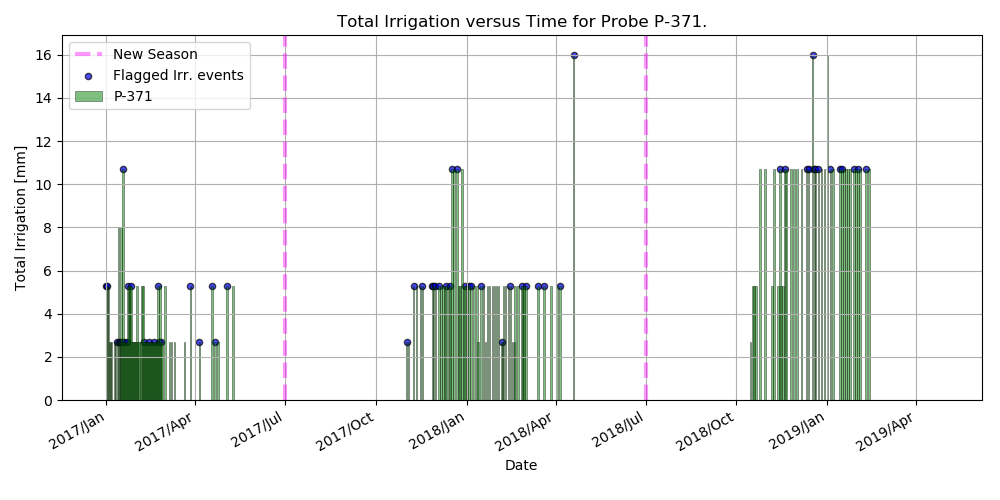 Total Irrigation versus Time for Probe P-371.
New Season
Flagged Irr. events
P-371
Total Irrigation [mm]
16
14
12
10
8
6
4
2
0
2017/Jan
2017/Apr
2017/Jul
2017/Oct
2018/Jan
2018/Apr
2018/Jul
2018/Oct
2019/Jan
2019/Apr
Date